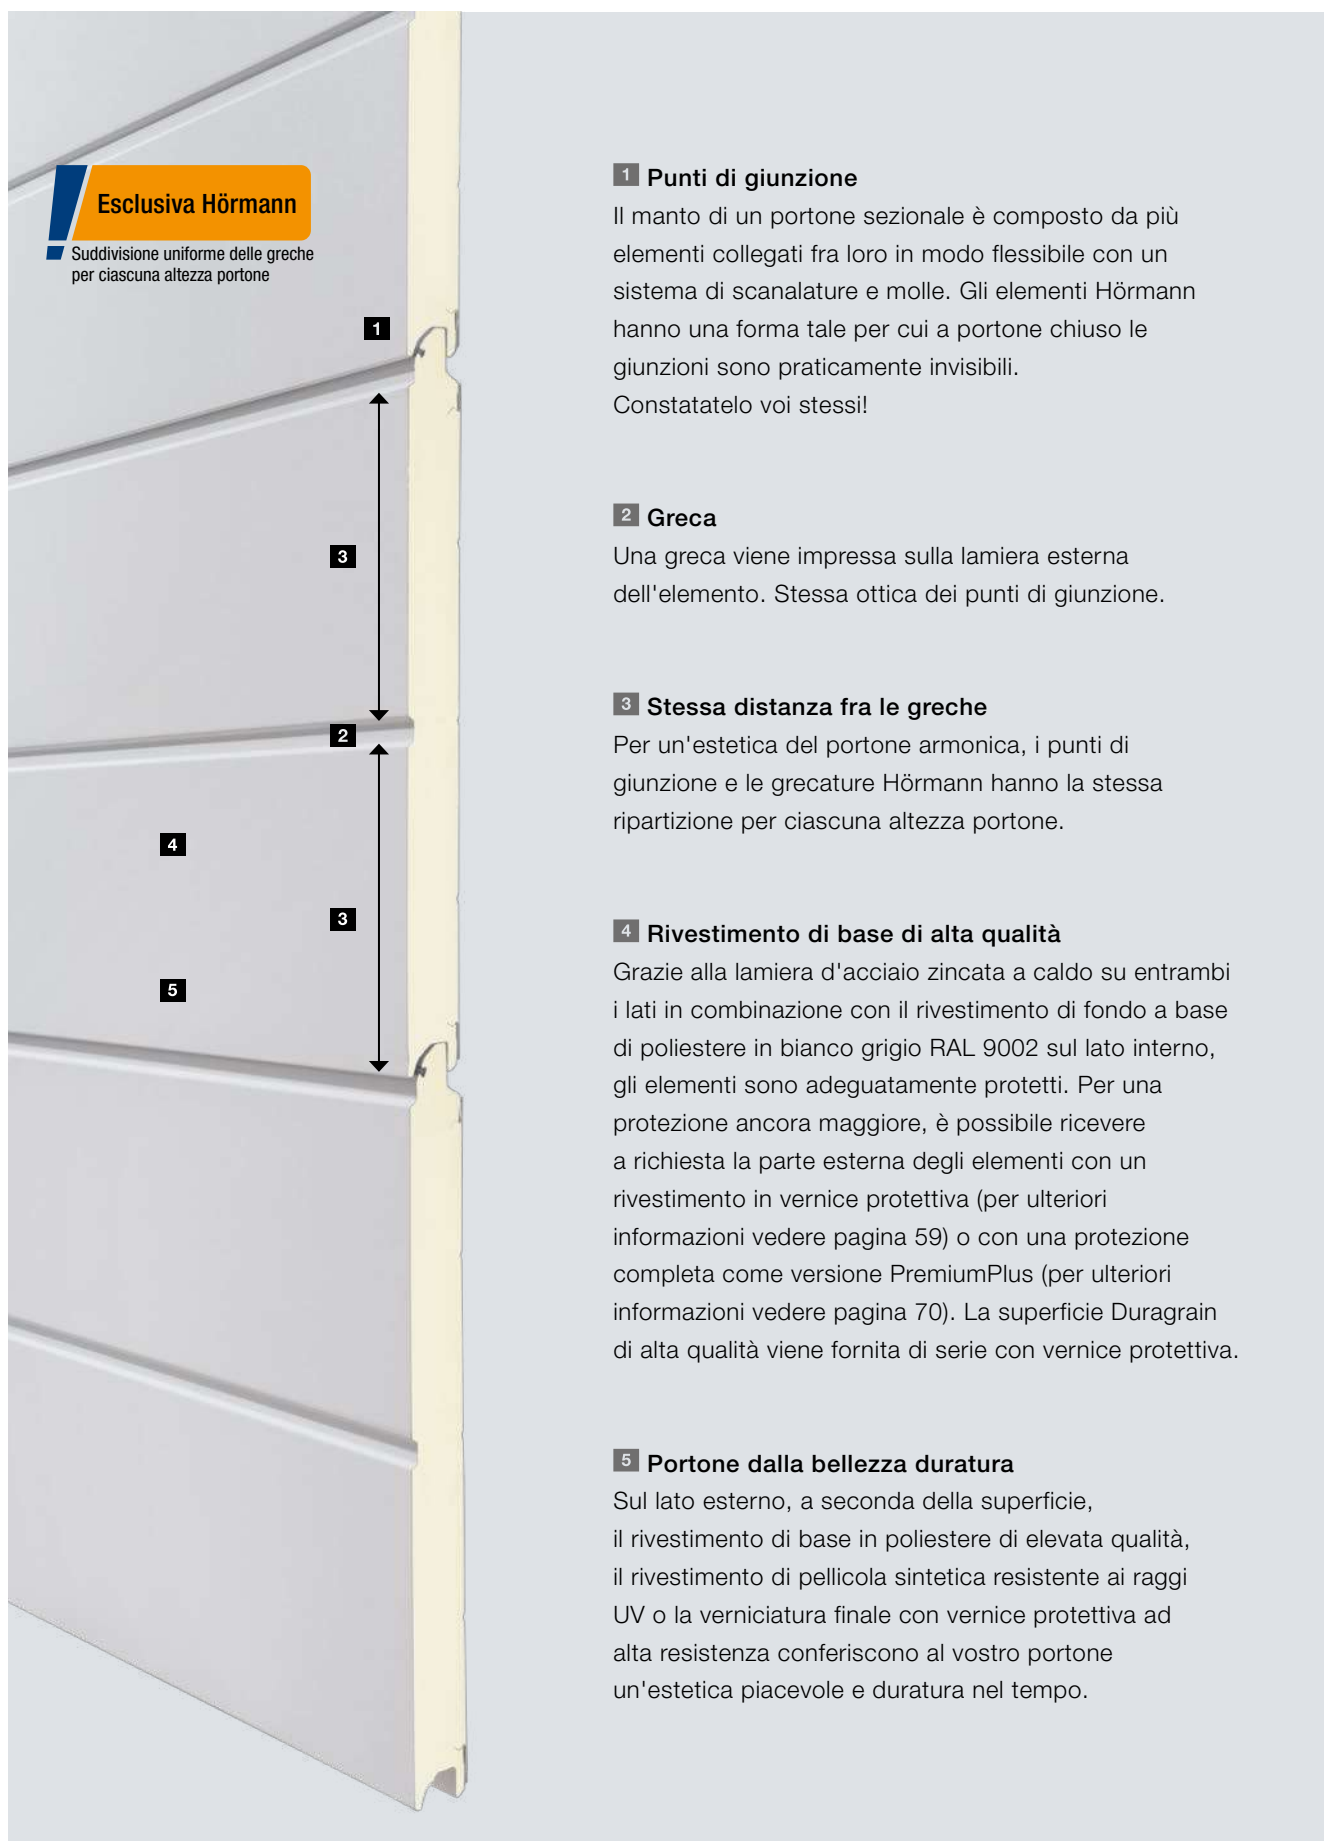 Esclusiva Hörmann
Suddivisione uniforme delle greche
per ciascuna altezza portone
1
3
2
4
3
5
1 Punti di giunzione
Il manto di un portone sezionale è composto da più
elementi collegati fra loro in modo flessibile con un
sistema di scanalature e molle. Gli elementi Hörmann
hanno una forma tale per cui a portone chiuso le
giunzioni sono praticamente invisibili.
Constatatelo voi stessi!
2 Greca
Una greca viene impressa sulla lamiera esterna
dell'elemento. Stessa ottica dei punti di giunzione.
3 Stessa distanza fra le greche
Per un'estetica del portone armonica, i punti di
giunzione e le grecature Hörmann hanno la stessa
ripartizione per ciascuna altezza portone.
4 Rivestimento di base di alta qualità
Grazie alla lamiera d'acciaio zincata a caldo su entrambi
i lati in combinazione con il rivestimento di fondo a base
di poliestere in bianco grigio RAL 9002 sul lato interno,
gli elementi sono adeguatamente protetti. Per una
protezione ancora maggiore, è possibile ricevere
a richiesta la parte esterna degli elementi con un
rivestimento in vernice protettiva (per ulteriori
informazioni vedere pagina 59) o con una protezione
completa come versione PremiumPlus (per ulteriori
informazioni vedere pagina 70). La superficie Duragrain
di alta qualità viene fornita di serie con vernice protettiva.
5 Portone dalla bellezza duratura
Sul lato esterno, a seconda della superficie,
il rivestimento di base in poliestere di elevata qualità,
il rivestimento di pellicola sintetica resistente ai raggi
UV o la verniciatura finale con vernice protettiva ad
alta resistenza conferiscono al vostro portone
un'estetica piacevole e duratura nel tempo.